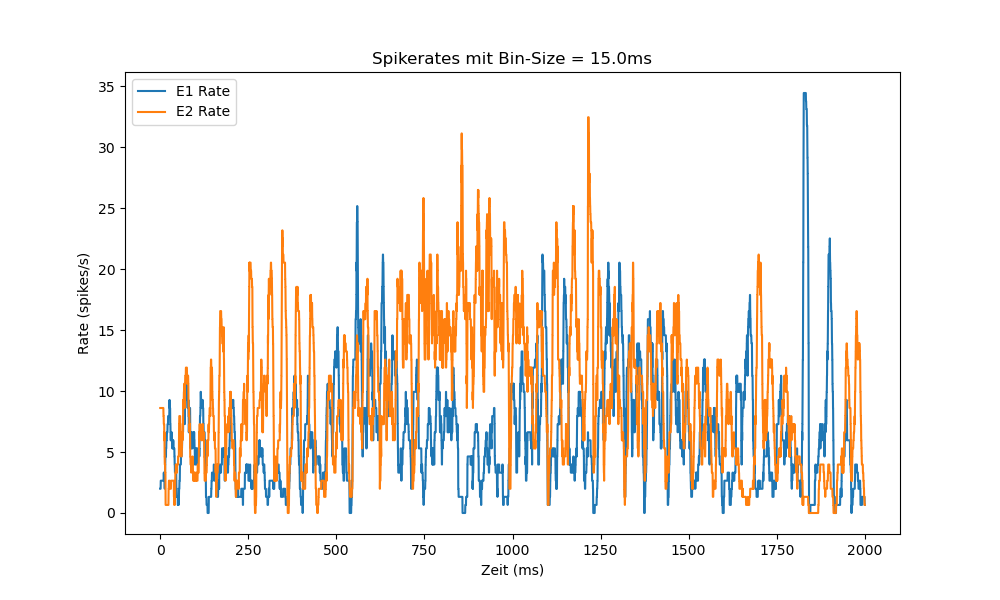 Spikerates mit Bin-Size = 15.0ms
E1 Rate
E2 Rate
Rate (spikes/s)
35
30
25
20
15
10
5
0
0 250 500 750 1000 1250 1500 1750 2000
Zeit (ms)